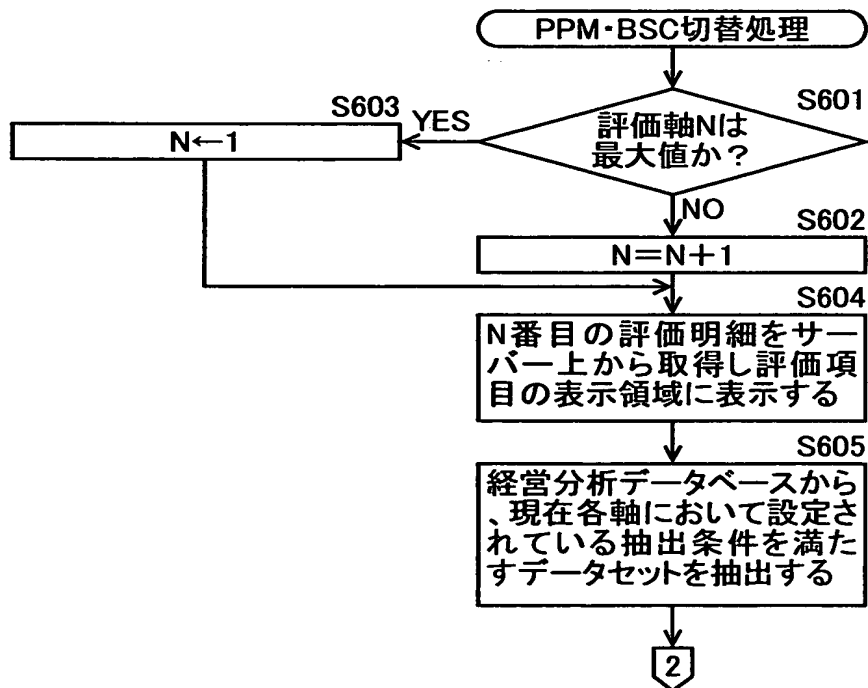 PPM・BSC切替処理
S601
評価軸Nは
最大値か？
YES
S603
N←1
NO
S602
N＝N＋1
S604
N番目の評価明細をサー
バー上から取得し評価項
目の表示領域に表示する
S605
経営分析データベースから
、現在各軸において設定さ
れている抽出条件を満た
すデータセットを抽出する
2